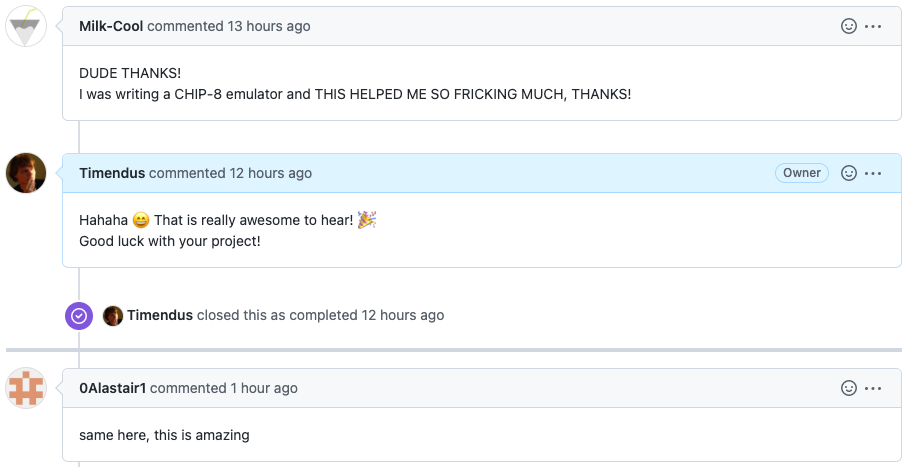 Milk-Cool commented 13 hours ago
DUDE THANKS!
I was writing a CHIP-8 emulator and THIS HELPED ME SO FRICKING MUCH, THANKS!
Timendus commented 12 hours ago Owner
Hahaha 😄 That is really awesome to hear! 🎉
Good luck with your project!
Timendus closed this as completed 12 hours ago
0Alastair1 commented 1 hour ago
same here, this is amazing